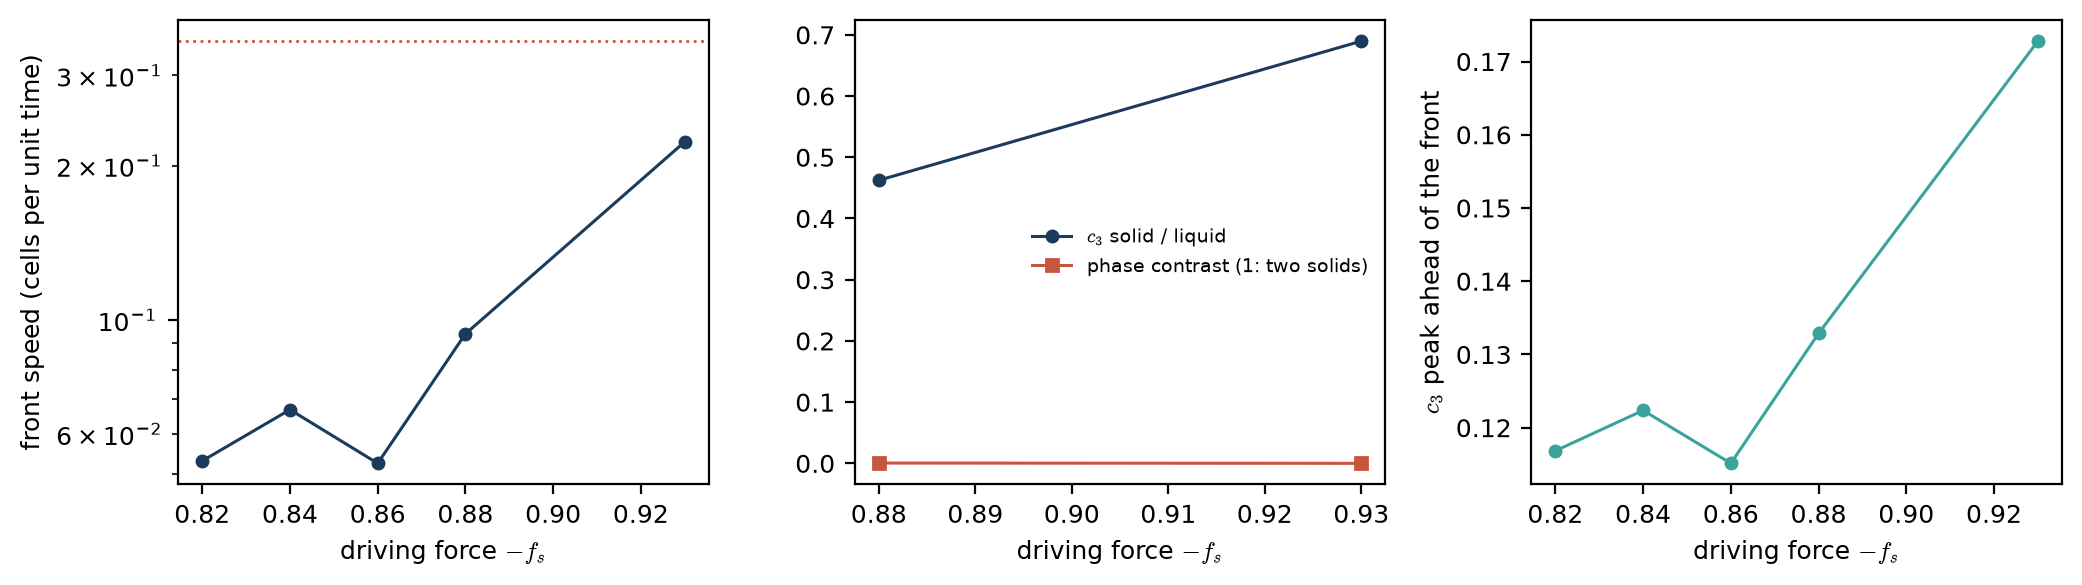 front speed (cells per unit time)
3 × 10⁻¹
2 × 10⁻¹
10⁻¹
6 × 10⁻²
0.82 0.84 0.86 0.88 0.90 0.92
driving force −fₛ
0.7
0.6
0.5
0.4
0.3
0.2
0.1
0.0
c₃ solid / liquid
phase contrast (1: two solids)
0.88 0.89 0.90 0.91 0.92 0.93
driving force −fₛ
c₃ peak ahead of the front
0.17
0.16
0.15
0.14
0.13
0.12
0.82 0.84 0.86 0.88 0.90 0.92
driving force −fₛ